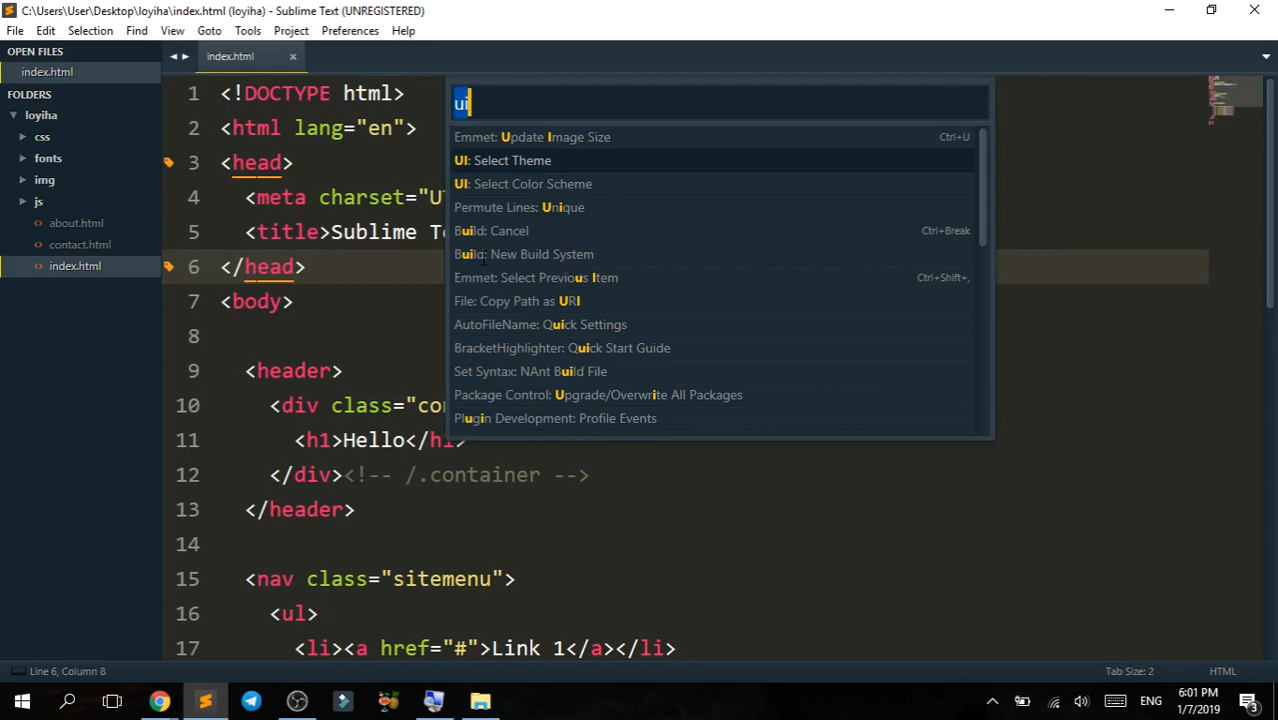 C:\Users\User\Desktop\loyiha\index.html (loyiha) - Sublime Text (UNREGISTERED)
File Edit Selection Find View Goto Tools Project Preferences Help
OPEN FILES
index.html
FOLDERS
loyiha
css
fonts
img
js
about.html
contact.html
index.html
index.html
ui
Emmet: Update Image Size Ctrl+U
UI: Select Theme
UI: Select Color Scheme
Permute Lines: Unique
Build: Cancel Ctrl+Break
Build: New Build System
Emmet: Select Previous Item Ctrl+Shift+,
File: Copy Path as URI
AutoFileName: Quick Settings
BracketHighlighter: Quick Start Guide
Set Syntax: NAnt Build File
Package Control: Upgrade/Overwrite All Packages
Plugin Development: Profile Events
1 <!DOCTYPE html>
2 <html lang="en">
3 <head>
4 <meta charset="U
5 <title>Sublime
6 </head>
7 <body>
8
9 <header>
10 <div class="co
11 <h1>Hello</h1>
12 </div><!-- /.container -->
13 </header>
14
15 <nav class="sitemenu">
16 <ul>
17 <li><a href="#">Link 1</a></li>
Line 6, Column 8
Tab Size: 2 HTML
ENG
6:01 PM
1/7/2019
3